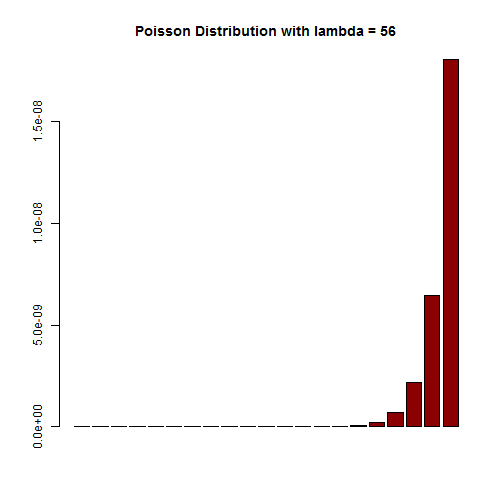 Poisson Distribution with lambda = 56
1.5e-08
1.0e-08
5.0e-09
0.0e+00